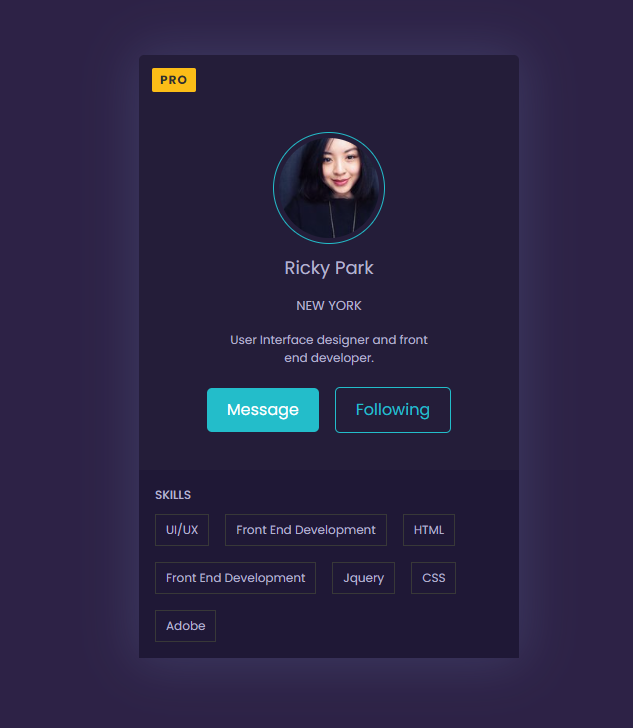 PRO
Ricky Park
NEW YORK
User Interface designer and front
end developer.
Message Following
SKILLS
UI/UX Front End Development HTML
Front End Development Jquery CSS
Adobe